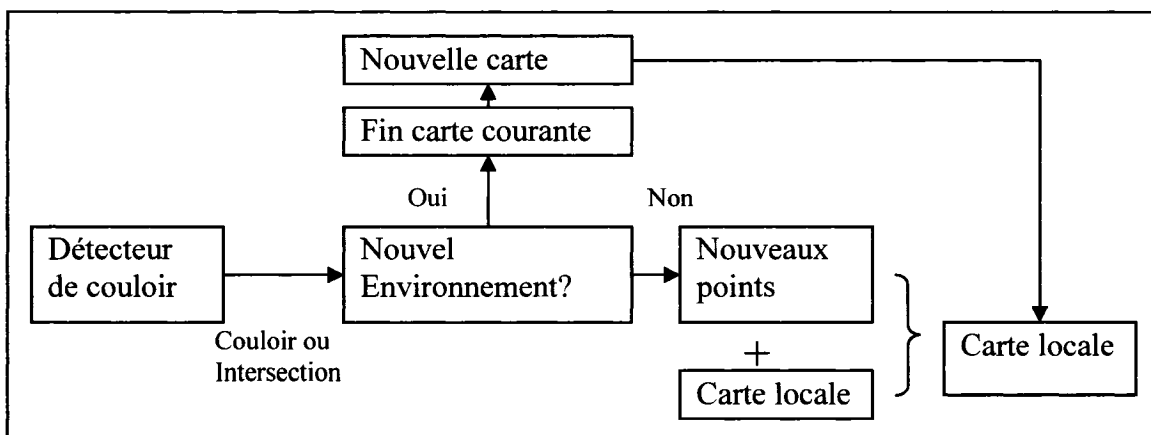 Nouvelle carte
Fin carte courante
Oui
Non
Détecteur
de couloir
Nouvel
Environnement?
Nouveaux
points
Couloir ou
Intersection
+
Carte locale
Carte locale